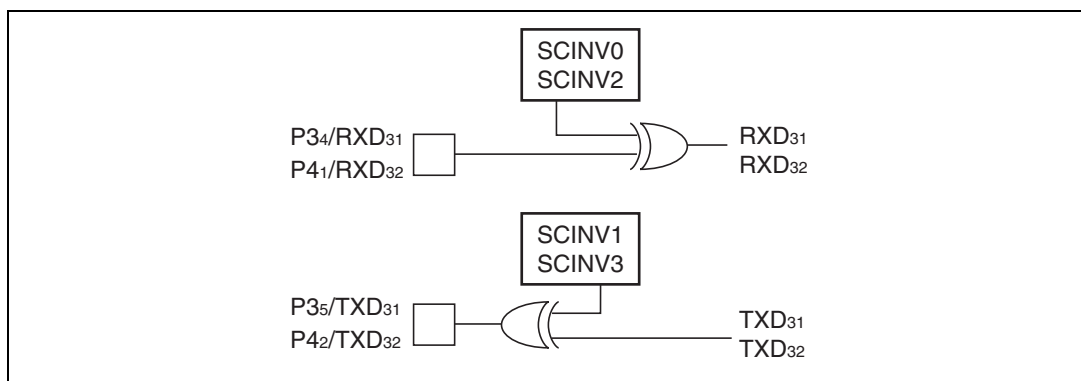 SCINV0
SCINV2
P3₄/RXD₃₁
P4₁/RXD₃₂
RXD₃₁
RXD₃₂
SCINV1
SCINV3
P3₅/TXD₃₁
P4₂/TXD₃₂
TXD₃₁
TXD₃₂